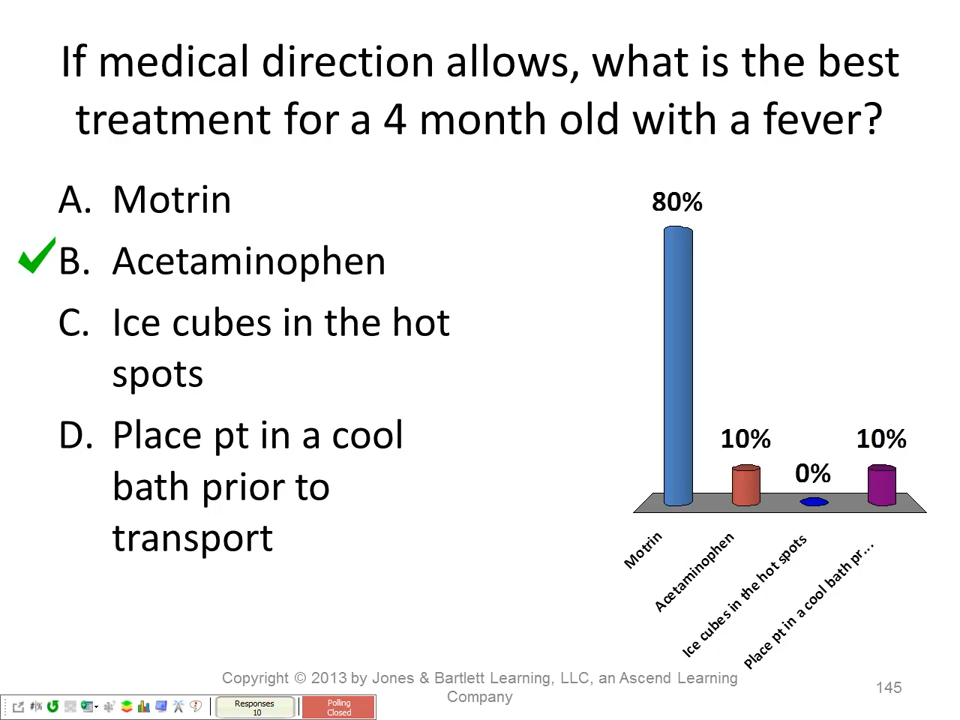 If medical direction allows, what is the best
treatment for a 4 month old with a fever?
A. Motrin
B. Acetaminophen
C. Ice cubes in the hot
spots
D. Place pt in a cool
bath prior to
transport
80%
10%
0%
10%
Motrin
Acetaminophen
Ice cubes in the hot spots
Place pt in a cool bath pr...
Copyright © 2013 by Jones & Bartlett Learning, LLC, an Ascend Learning
Company
145
Responses
10
Polling
Closed